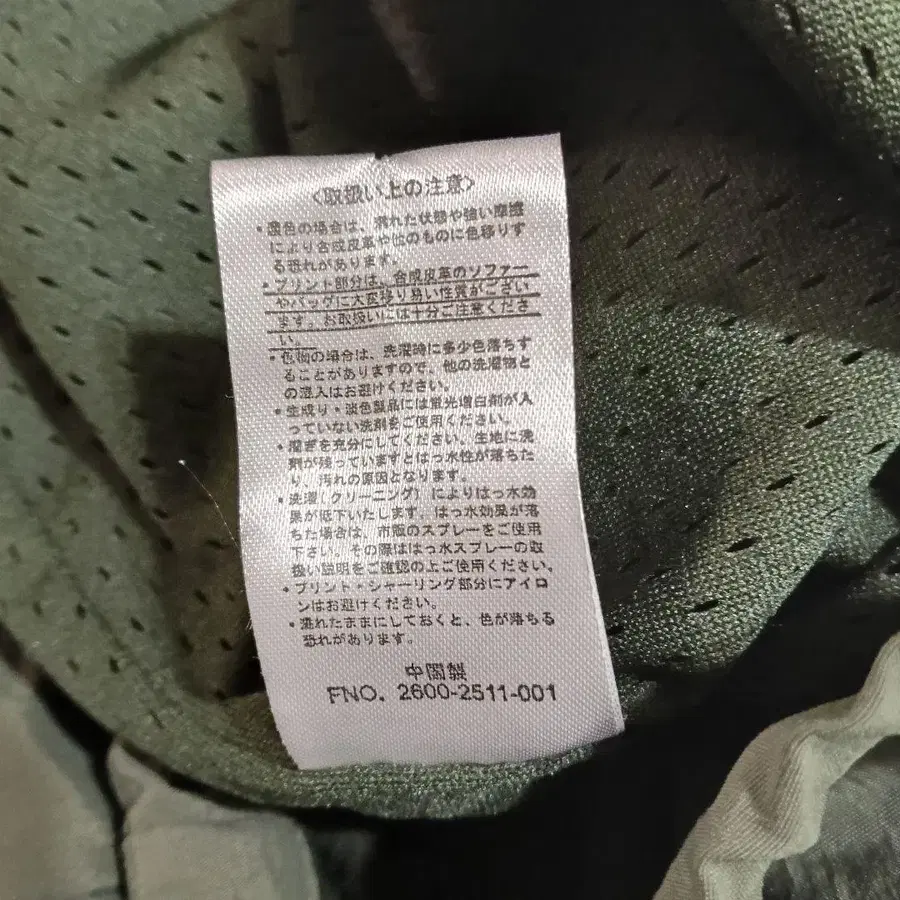 〈取扱い上の注意〉
・濃色の場合は、濡れた状態や強い摩擦
により合成皮革や他のものに色移りす
る恐れがあります。
・プリント部分は、合成皮革のソファー
やバッグに大変移り易い性質がござい
ます。お取扱いには十分ご注意くださ
い。
・色物の場合は、洗濯時に多少色落ちす
ることがありますので、他の洗濯物と
の混入はお避けください。
・生成り・淡色製品には蛍光増白剤が入
っていない洗剤をご使用ください。
・濯ぎを充分にしてください。生地に洗
剤が残っていますとはっ水性が落ちた
り、汚れの原因となります。
・洗濯(クリーニング)によりはっ水効
果が低下いたします。はっ水効果が落
ちた場合は、市販のスプレーをご使用
下さい。その際ははっ水スプレーの取
扱い説明をご確認の上ご使用ください。
・プリント・シャーリング部分にアイロ
ンはお避けください。
・濡れたままにしておくと、色が落ちる
恐れがあります。
中国製
FNO. 2600-2511-001